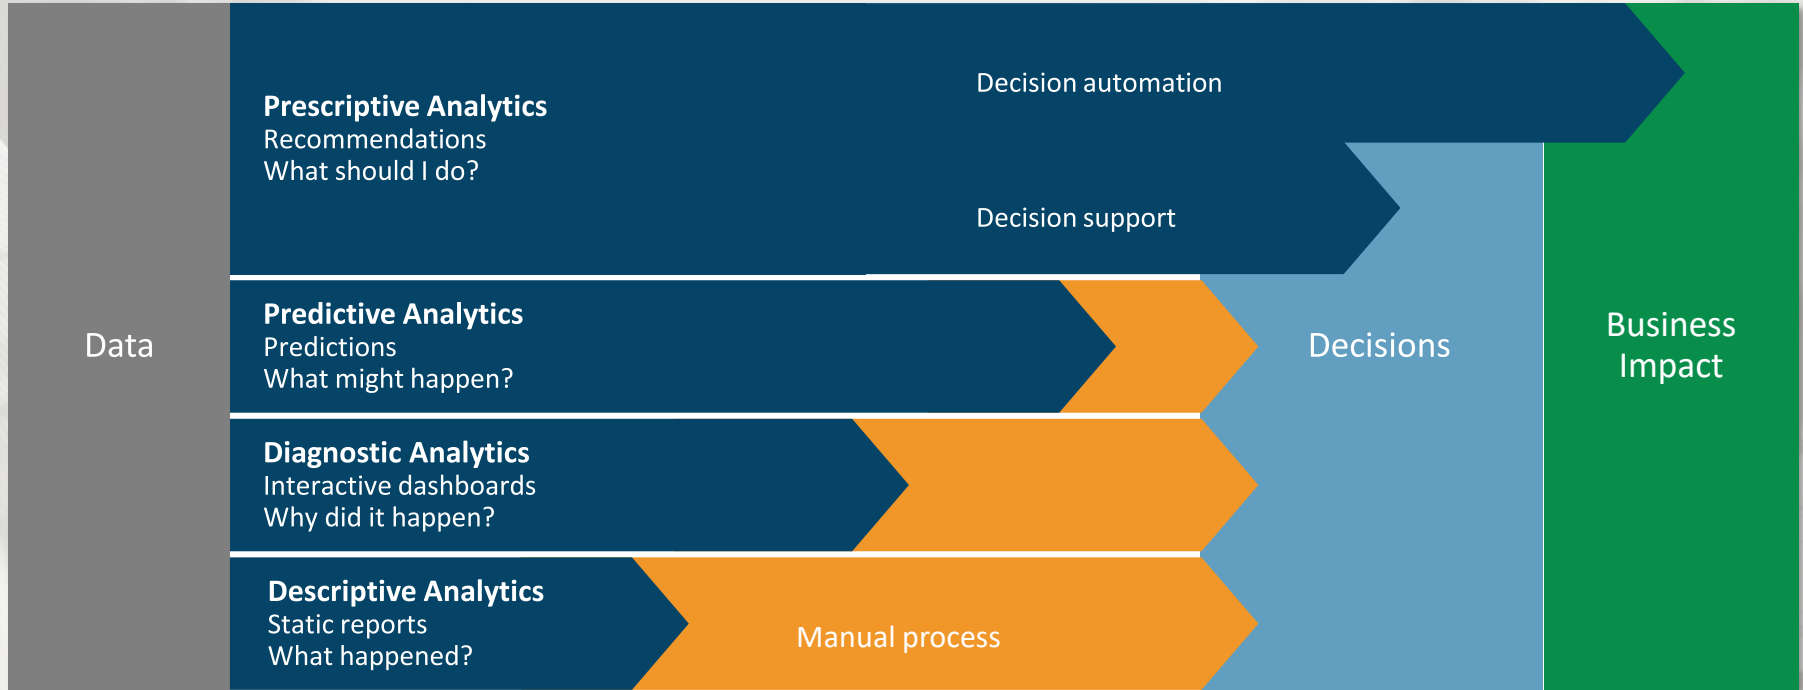 Data
Prescriptive Analytics
Recommendations
What should I do?
Decision automation
Decision support
Predictive Analytics
Predictions
What might happen?
Diagnostic Analytics
Interactive dashboards
Why did it happen?
Descriptive Analytics
Static reports
What happened?
Manual process
Decisions
Business
Impact